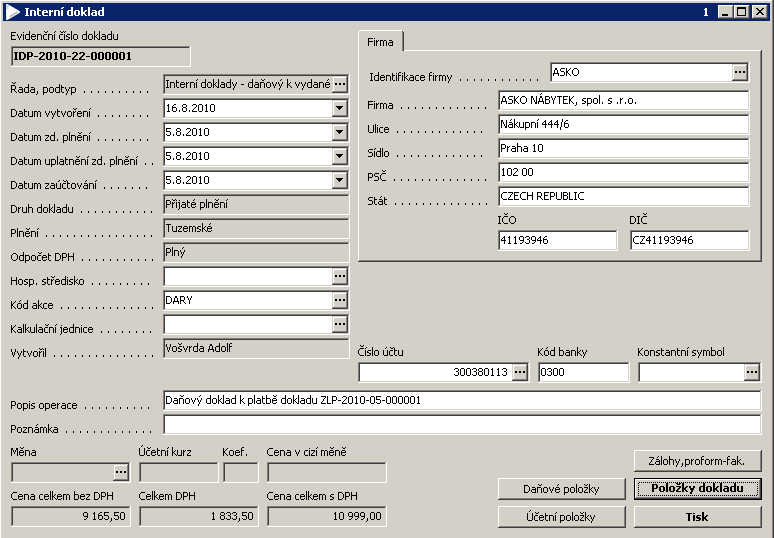 Interní doklad 1
Evidenční číslo dokladu
IDP-2010-22-000001
Řada, podtyp . . . . . . . . . . Interní doklady - daňový k vydané ...
Datum vytvoření . . . . . . . . 16.8.2010
Datum zd. plnění . . . . . . . 5.8.2010
Datum uplatnění zd. plnění . . 5.8.2010
Datum zaúčtování . . . . . . . 5.8.2010
Druh dokladu . . . . . . . . . . Přijaté plnění
Plnění . . . . . . . . . . . . . Tuzemské
Odpočet DPH . . . . . . . . . . Plný
Hosp. středisko . . . . . . . . ...
Kód akce . . . . . . . . . . . . DARY ...
Kalkulační jednice . . . . . . . ...
Vytvořil . . . . . . . . . . . . . Vošvrda Adolf
Firma
Identifikace firmy . . . . . . . . . . . ASKO ...
Firma . . . . . . . . . . . . . ASKO NÁBYTEK, spol. s .r.o.
Ulice . . . . . . . . . . . . . Nákupní 444/6
Sídlo . . . . . . . . . . . . . Praha 10
PSČ . . . . . . . . . . . . . 102 00
Stát . . . . . . . . . . . . . CZECH REPUBLIC
IČO DIČ
41193946 CZ41193946
Číslo účtu Kód banky Konstantní symbol
300380113 ... 0300 ...
Popis operace . . . . . . . . . . Daňový doklad k platbě dokladu ZLP-2010-05-000001
Poznámka . . . . . . . . . . . . .
Měna Účetní kurz Koef. Cena v cizí měně
...
Cena celkem bez DPH Celkem DPH Cena celkem s DPH
9 165,50 1 833,50 10 999,00
Zálohy,proform-fak.
Daňové položky Položky dokladu
Účetní položky Tisk